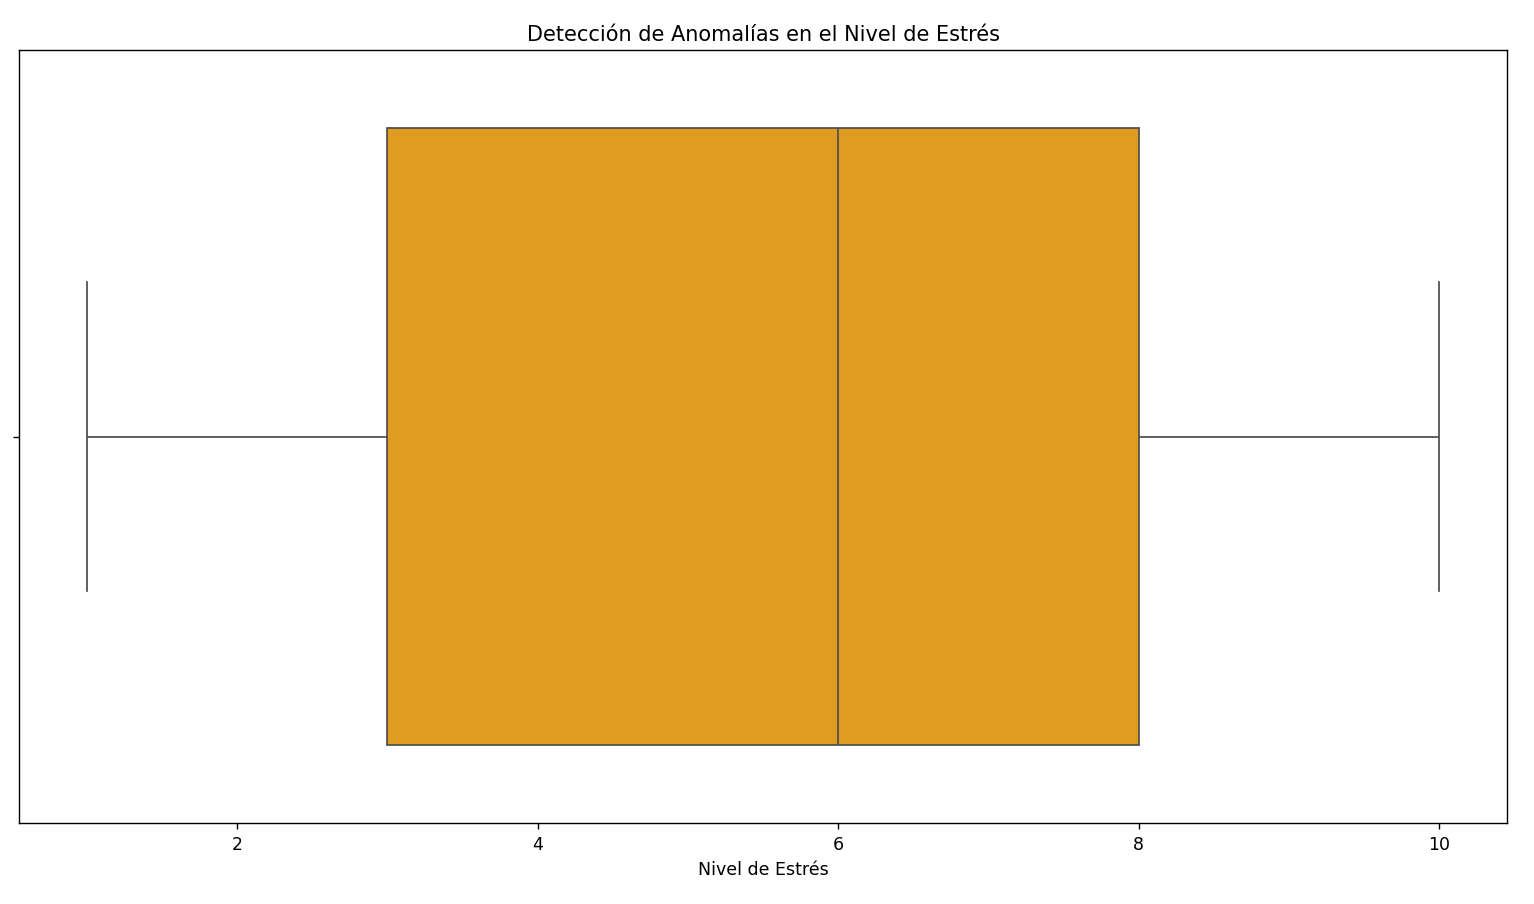 Detección de Anomalías en el Nivel de Estrés
2 4 6 8 10
Nivel de Estrés